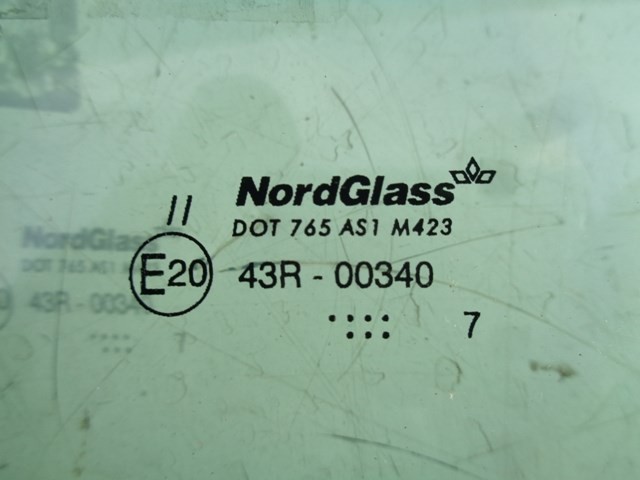 NordGlass
II
DOT 765 AS1 M423
E20 43R - 00340
7